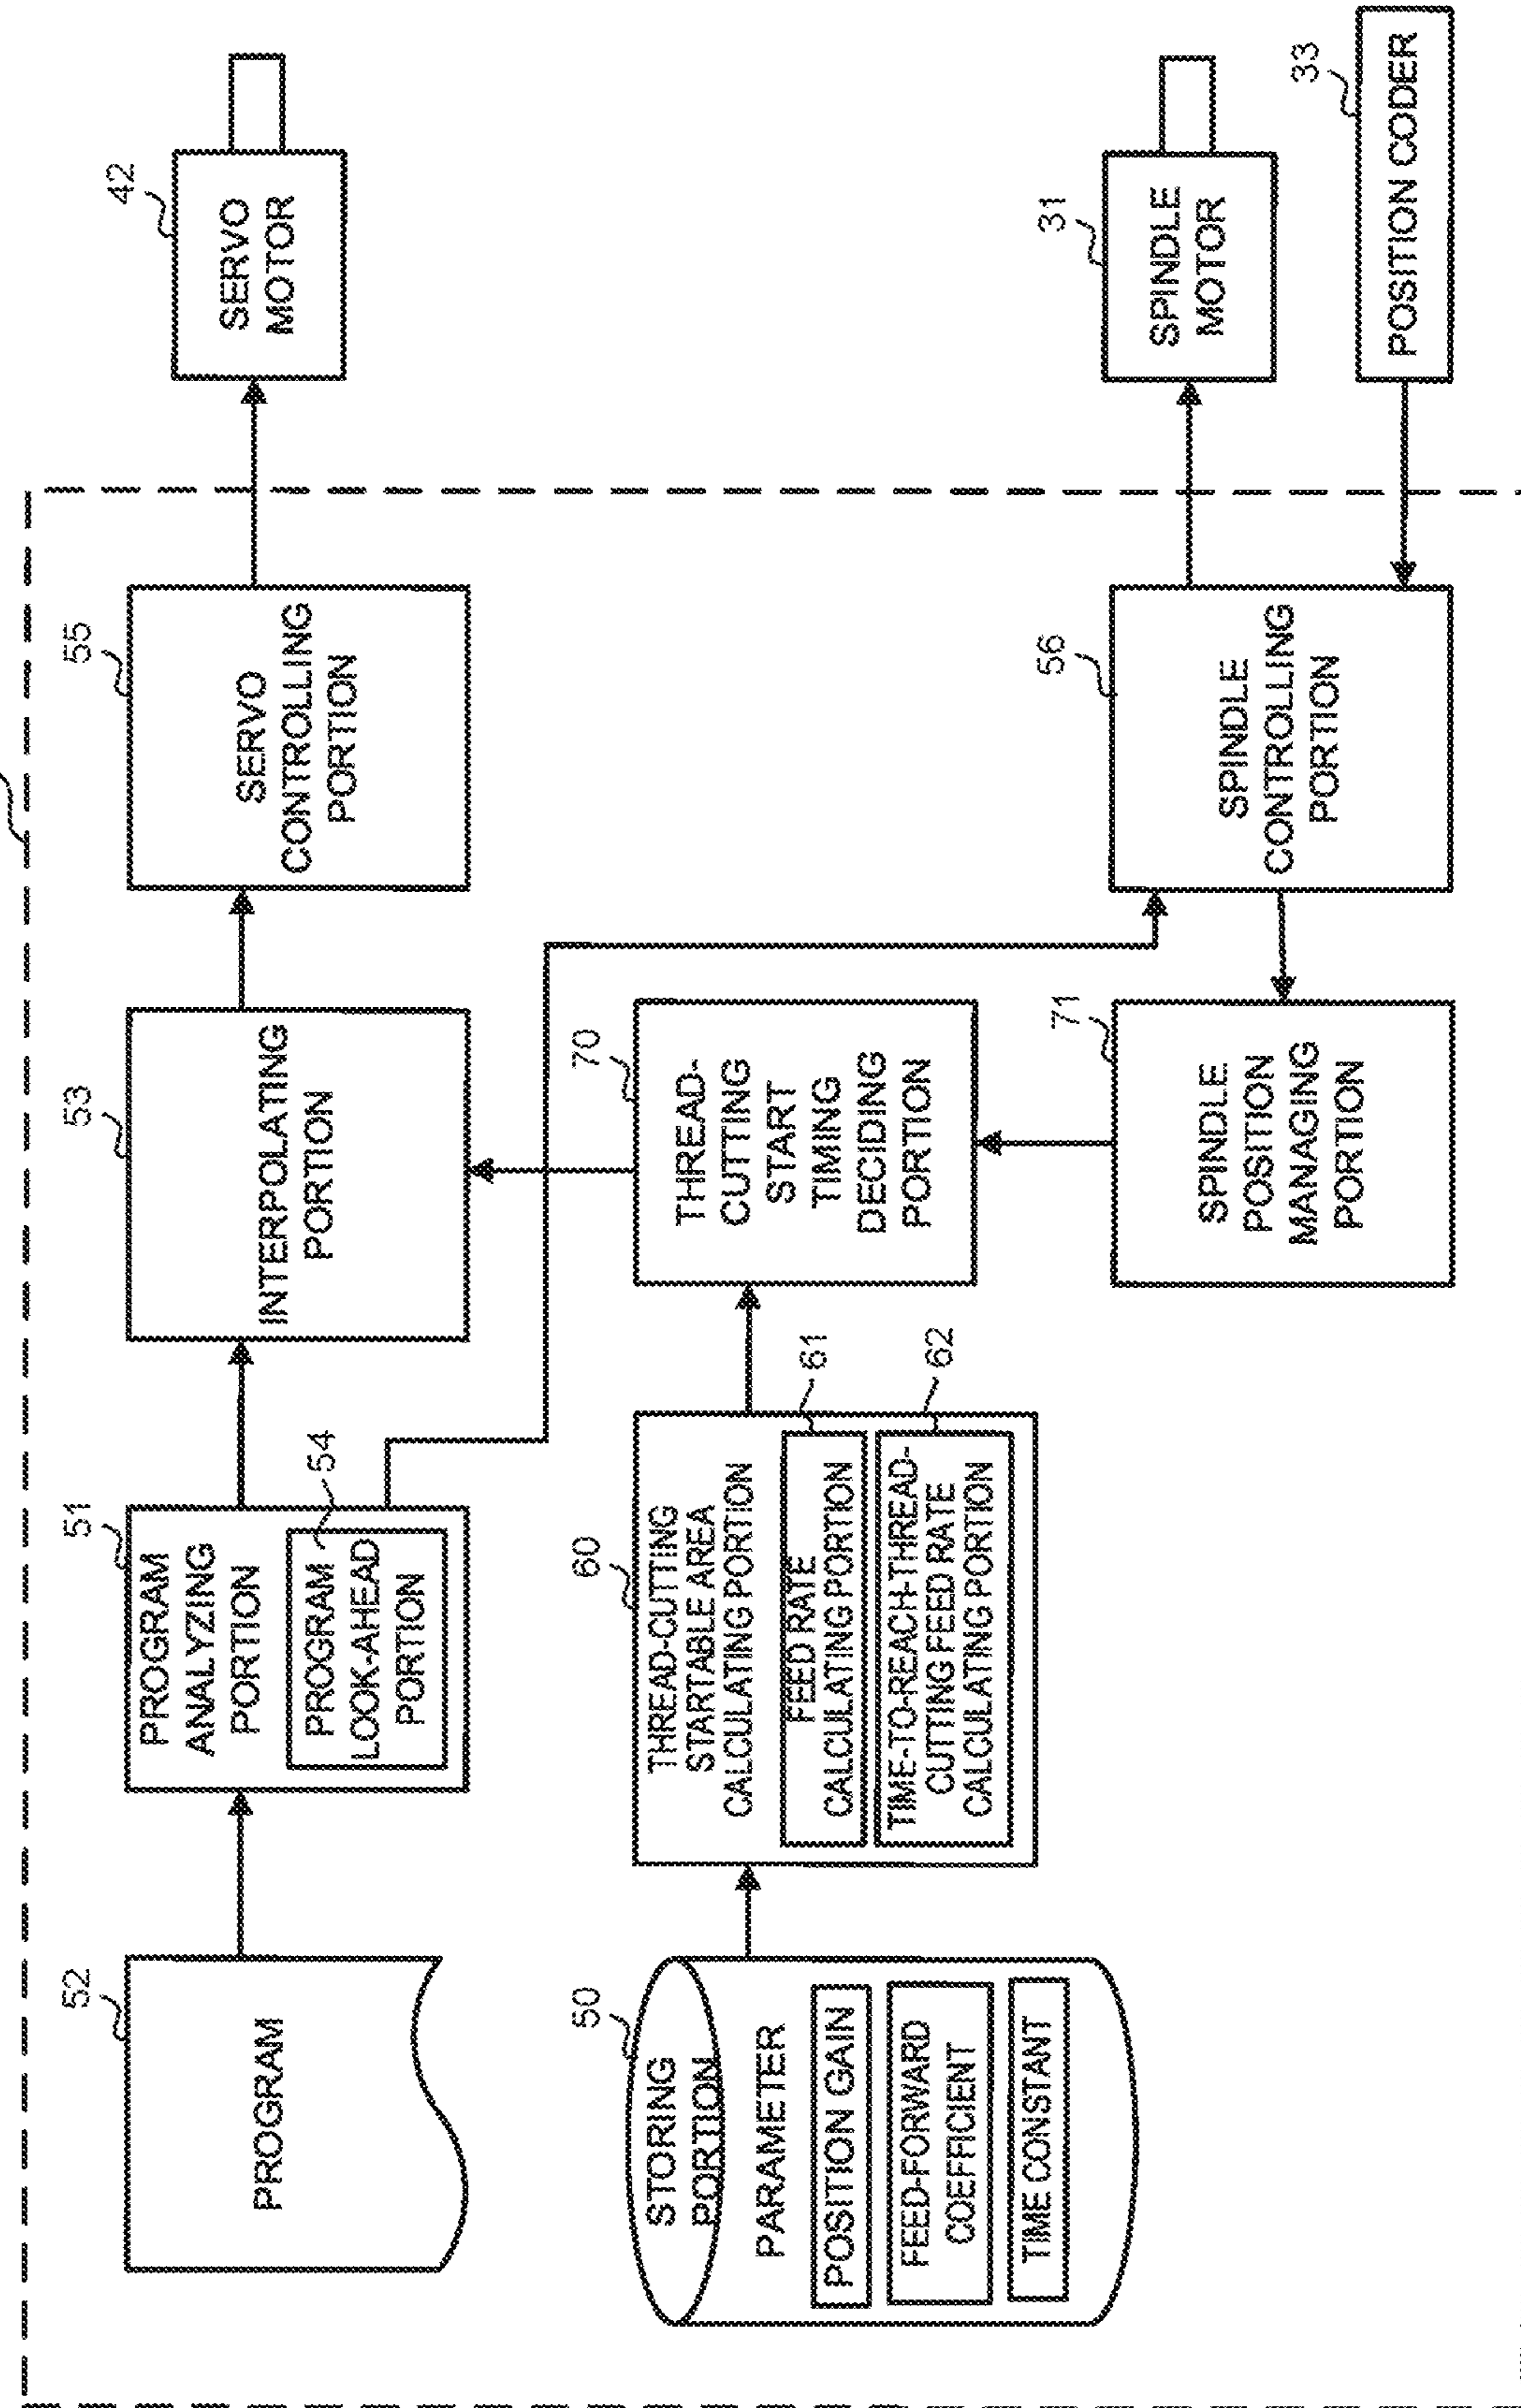 52
PROGRAM
51
PROGRAM
ANALYZING
PORTION
54
PROGRAM
LOOK-AHEAD
PORTION
53
INTERPOLATING
PORTION
55
SERVO
CONTROLLING
PORTION
42
SERVO
MOTOR
50
STORING
PORTION
PARAMETER
POSITION GAIN
FEED-FORWARD
COEFFICIENT
TIME CONSTANT
60
THREAD-CUTTING
STARTABLE AREA
CALCULATING PORTION
61
FEED RATE
CALCULATING PORTION
62
TIME-TO-REACH-THREAD-
CUTTING FEED RATE
CALCULATING PORTION
70
THREAD-
CUTTING
START
TIMING
DECIDING
PORTION
71
SPINDLE
POSITION
MANAGING
PORTION
56
SPINDLE
CONTROLLING
PORTION
31
SPINDLE
MOTOR
33
POSITION CODER